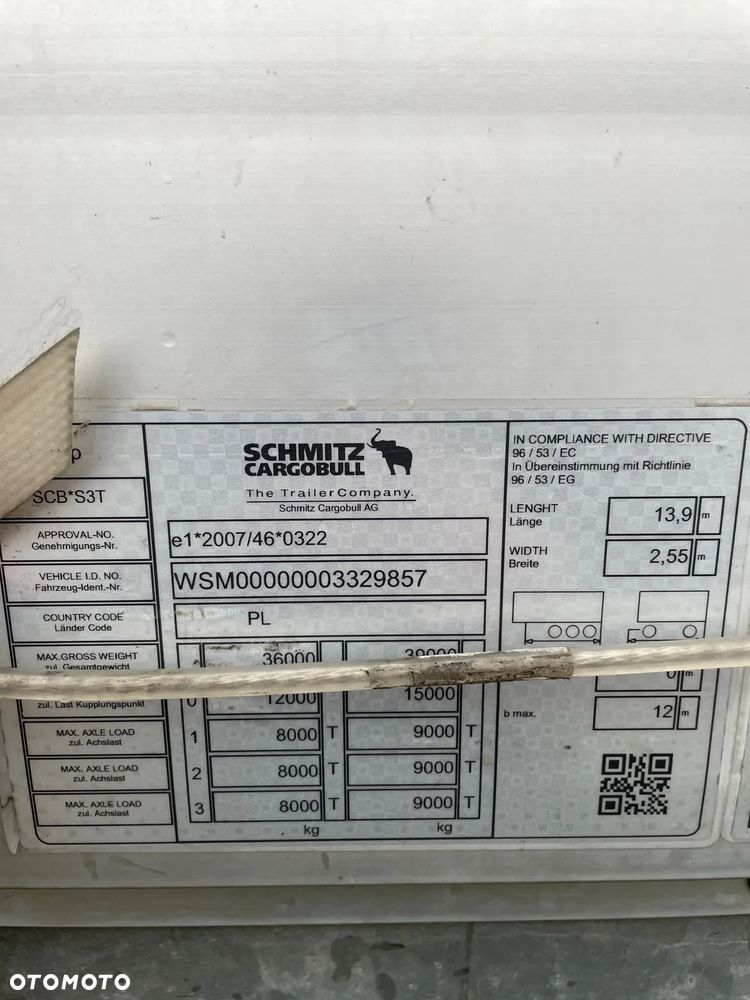 p
SCHMITZ
CARGOBULL
The TrailerCompany.
Schmitz Cargobull AG
SCB*S3T
APPROVAL-NO.
Genehmigungs-Nr.
e1*2007/46*0322
VEHICLE I.D. NO.
Fahrzeug-Ident.-Nr.
WSM00000003329857
COUNTRY CODE
Länder Code
PL
MAX.GROSS WEIGHT
zul. Gesamtgewicht
36000 39000
zul. Last Kupplungspunkt
0 12000 15000
MAX. AXLE LOAD
zul. Achslast
1 8000 T 9000 T
MAX. AXLE LOAD
zul. Achslast
2 8000 T 9000 T
MAX. AXLE LOAD
zul. Achslast
3 8000 T 9000 T
kg kg
IN COMPLIANCE WITH DIRECTIVE
96 / 53 / EC
In Übereinstimmung mit Richtlinie
96 / 53 / EG
LENGHT
Länge
13,9 m
WIDTH
Breite
2,55 m
0 m
b max. 12 m
OTOMOTO